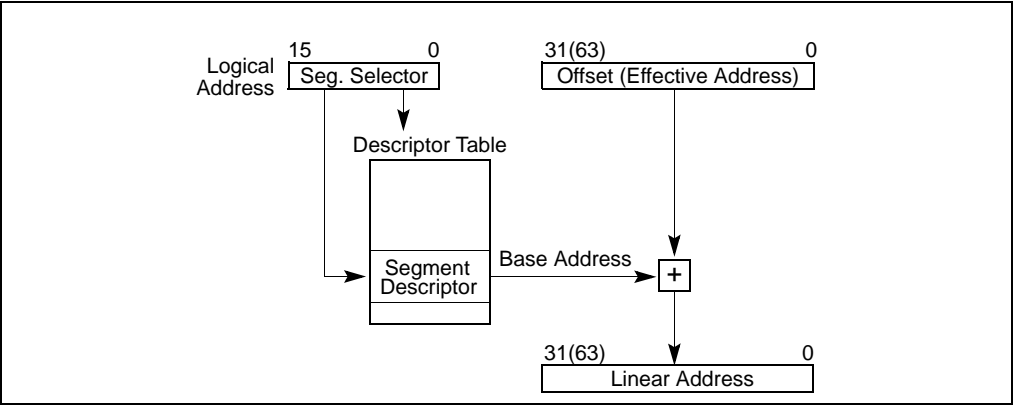 15 0 31(63) 0
Logical Address
Seg. Selector
Offset (Effective Address)
Descriptor Table
Segment
Descriptor
Base Address
+
31(63) 0
Linear Address